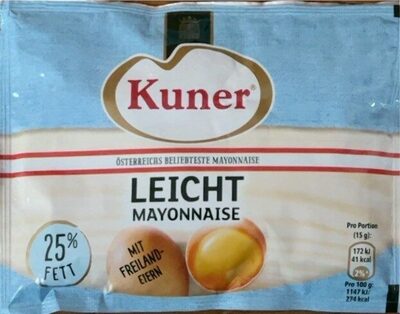 Kuner®
ÖSTERREICHS BELIEBTESTE MAYONNAISE
LEICHT
MAYONNAISE
25%
FETT
MIT
FREILAND-
EIERN
Pro Portion
(15 g):
172 kJ
41 kcal
2%*
Pro 100 g:
1147 kJ/
274 kcal